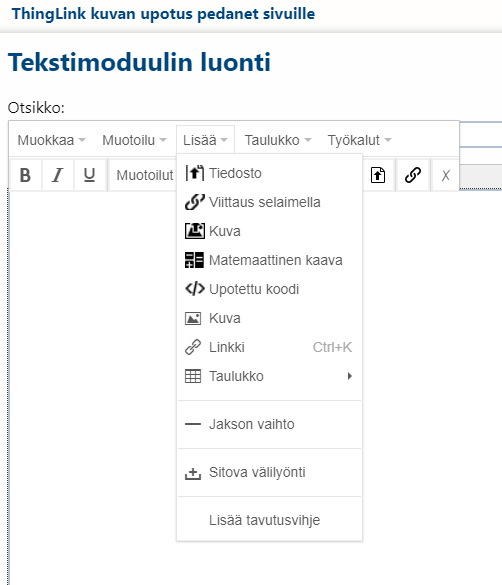 ThingLink kuvan upotus pedanet sivuille
Tekstimoduulin luonti
Otsikko:
Muokkaa Muotoilu Lisää Taulukko Työkalut
B I U Muotoilut
Tiedosto
Viittaus selaimella
Kuva
Matemaattinen kaava
Upotettu koodi
Kuva
Linkki Ctrl+K
Taulukko
Jakson vaihto
Sitova välilyönti
Lisää tavutusvihje